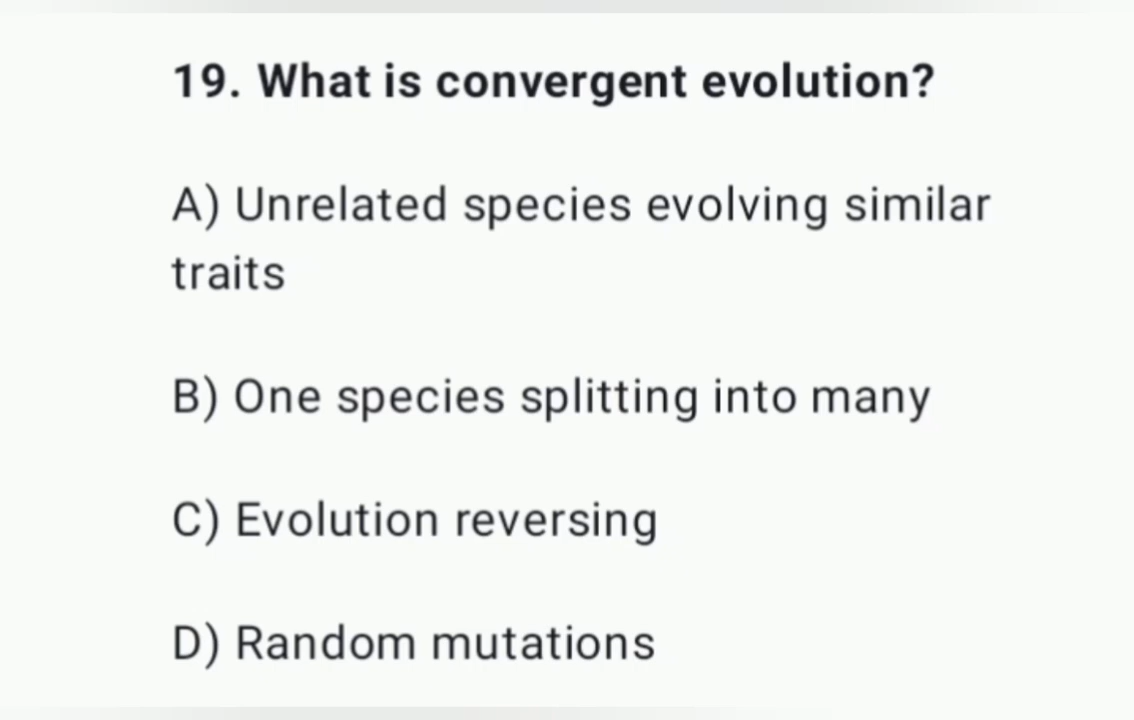 19. What is convergent evolution?
A) Unrelated species evolving similar
traits
B) One species splitting into many
C) Evolution reversing
D) Random mutations